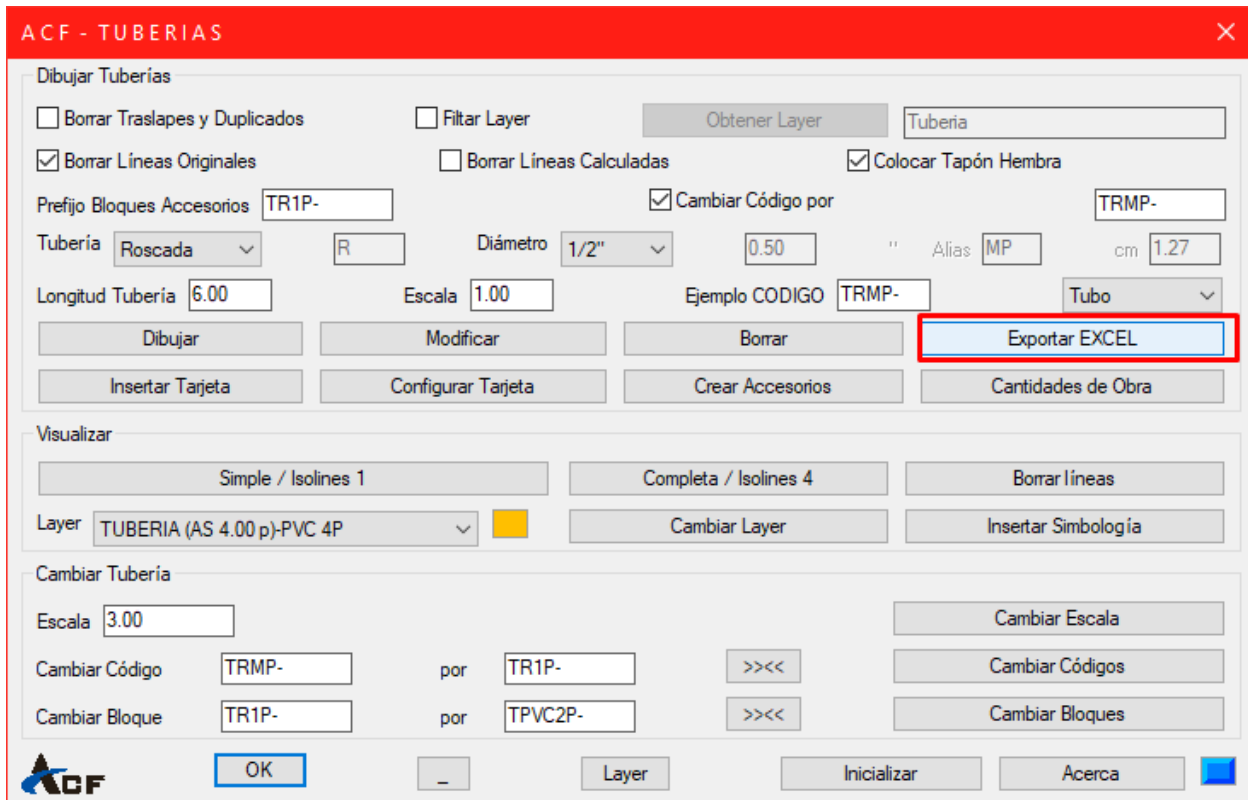 ACF - TUBERIAS
Dibujar Tuberías
Borrar Traslapes y Duplicados Filtar Layer Obtener Layer Tuberia
Borrar Líneas Originales Borrar Líneas Calculadas Colocar Tapón Hembra
Prefijo Bloques Accesorios TR1P- Cambiar Código por TRMP-
Tubería Roscada R Diámetro 1/2" 0.50 " Alias MP cm 1.27
Longitud Tubería 6.00 Escala 1.00 Ejemplo CODIGO TRMP- Tubo
Dibujar Modificar Borrar Exportar EXCEL
Insertar Tarjeta Configurar Tarjeta Crear Accesorios Cantidades de Obra
Visualizar
Simple / Isolines 1 Completa / Isolines 4 Borrar líneas
Layer TUBERIA (AS 4.00 p)-PVC 4P Cambiar Layer Insertar Simbología
Cambiar Tubería
Escala 3.00 Cambiar Escala
Cambiar Código TRMP- por TR1P- >><< Cambiar Códigos
Cambiar Bloque TR1P- por TPVC2P- >><< Cambiar Bloques
ACF OK _ Layer Inicializar Acerca